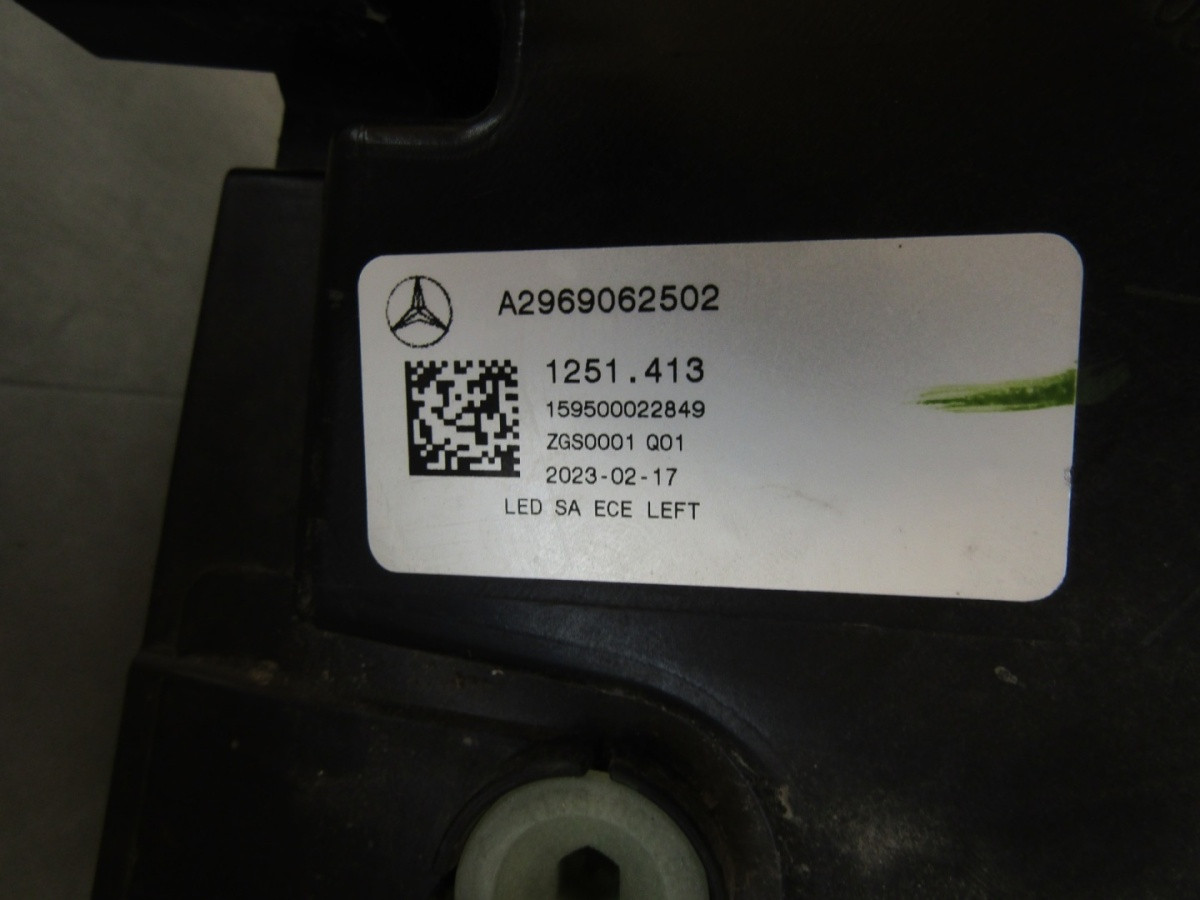 A2969062502
1251.413
159500022849
ZGS0001 Q01
2023-02-17
LED SA ECE LEFT